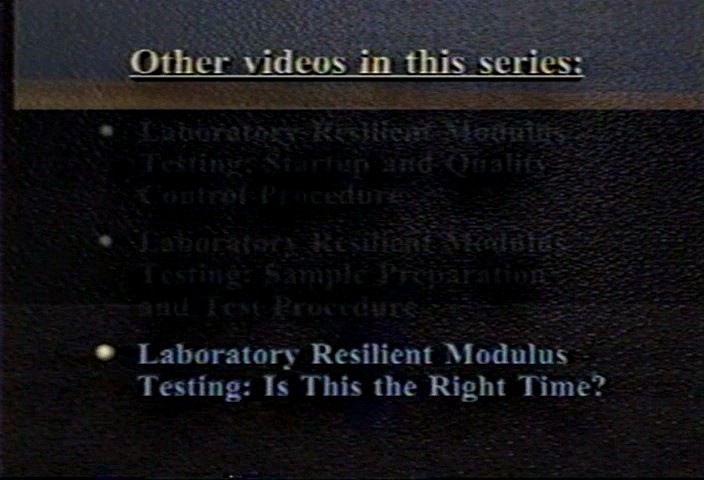 Other videos in this series:
Laboratory Resilient Modulus
Testing: Startup and Quality
Control Procedure
Laboratory Resilient Modulus
Testing: Sample Preparation
and Test Procedure
Laboratory Resilient Modulus
Testing: Is This the Right Time?